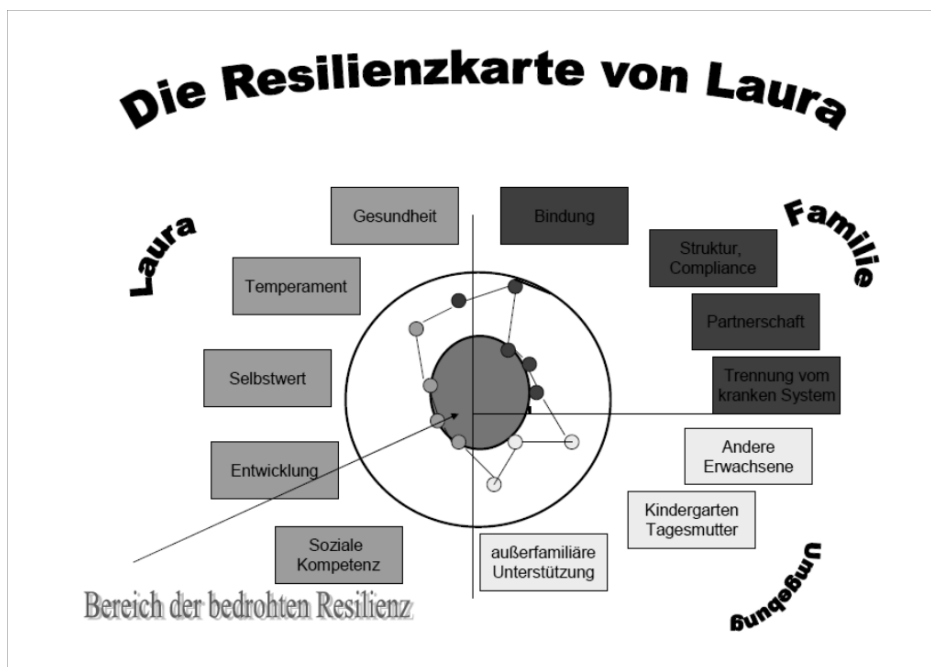 Die Resilienzkarte von Laura
Laura
Familie
Gesundheit
Bindung
Temperament
Struktur,
Compliance
Partnerschaft
Selbstwert
Trennung vom
kranken System
Entwicklung
Andere
Erwachsene
Kindergarten
Tagesmutter
Soziale
Kompetenz
außerfamiliäre
Unterstützung
Umgebung
Bereich der bedrohten Resilienz